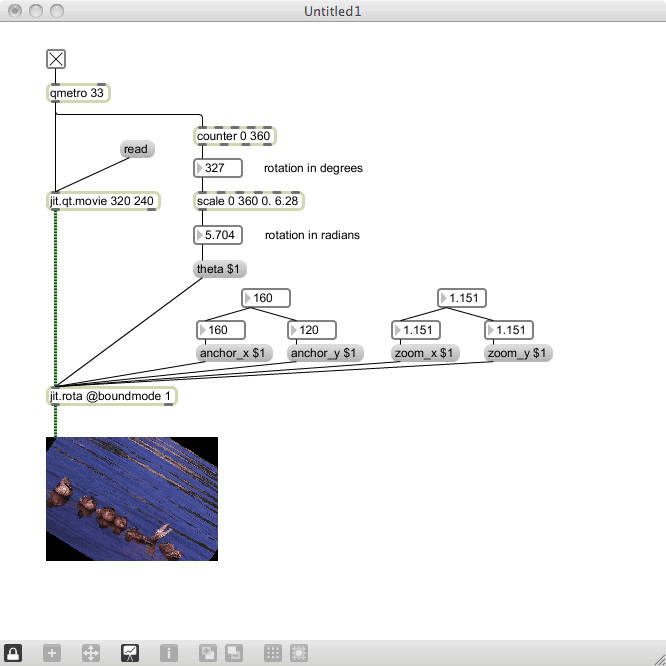 Untitled1
qmetro 33
counter 0 360
read
327
rotation in degrees
jit.qt.movie 320 240
scale 0 360 0. 6.28
5.704
rotation in radians
theta $1
160
1.151
160
120
1.151
1.151
anchor_x $1
anchor_y $1
zoom_x $1
zoom_y $1
jit.rota @boundmode 1